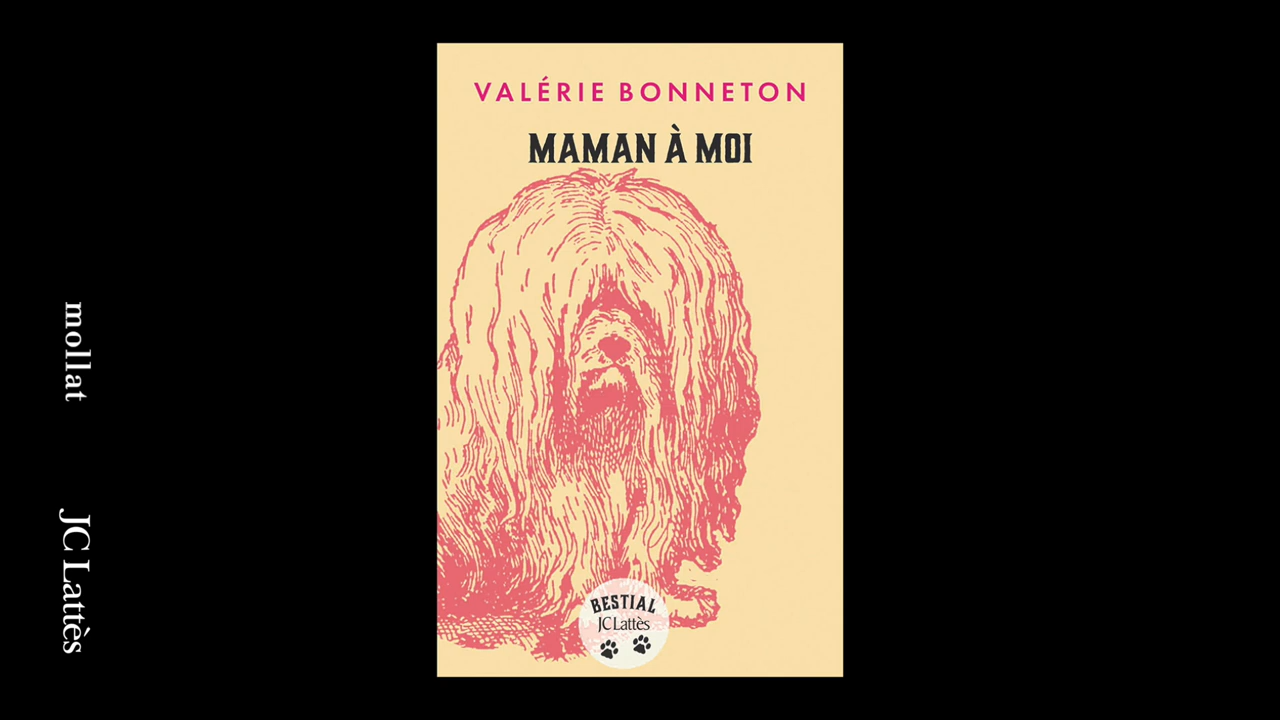 VALÉRIE BONNETON
MAMAN À MOI
BESTIAL
JC Lattès
mollat
JC Lattès